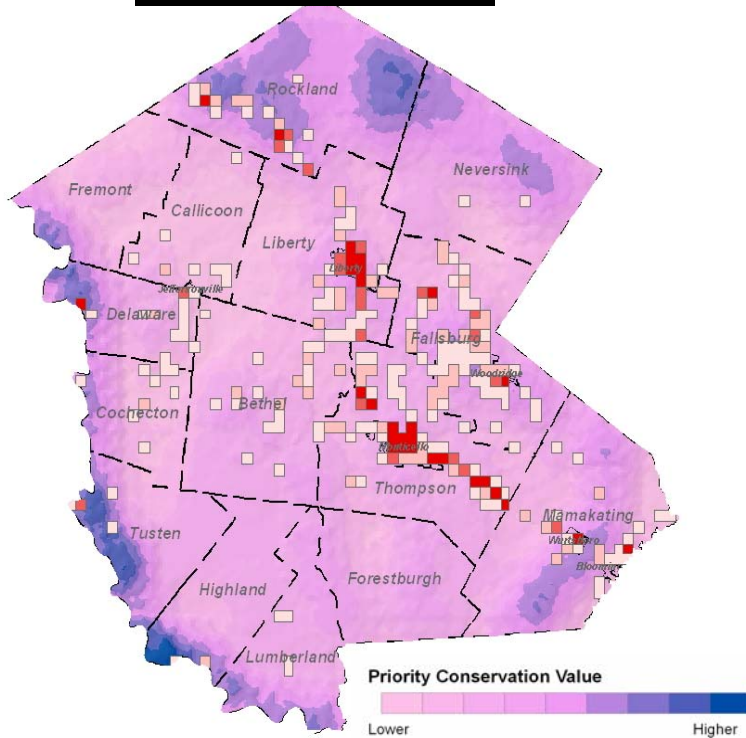 Rockland
Neversink
Fremont
Callicoon
Liberty
Liberty
Jeffersonville
Delaware
Fallsburg
Woodridge
Cochecton
Bethel
Monticello
Thompson
Mamakating
Wurtsboro
Tusten
Highland
Forestburgh
Lumberland
Priority Conservation Value
Lower
Higher